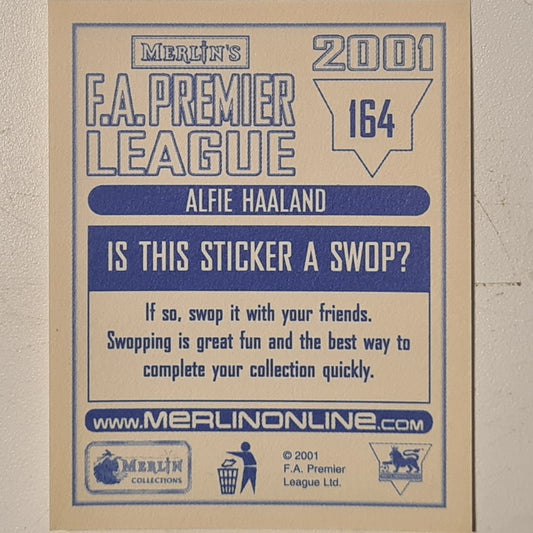 MERLIN'S
2001
F.A. PREMIER
LEAGUE
164
ALFIE HAALAND
IS THIS STICKER A SWOP?
If so, swop it with your friends.
Swopping is great fun and the best way to
complete your collection quickly.
www.MERLINONLINE.com
MERLIN
COLLECTIONS
© 2001
F.A. Premier
League Ltd.